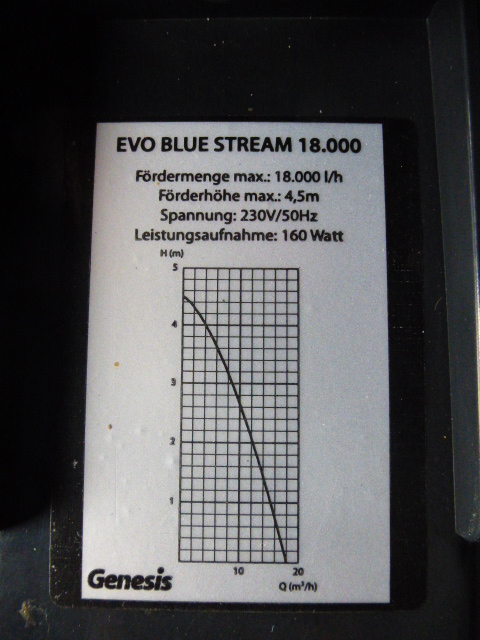 EVO BLUE STREAM 18.000
Fördermenge max.: 18.000 l/h
Förderhöhe max.: 4,5m
Spannung: 230V/50Hz
Leistungsaufnahme: 160 Watt
H (m)
5
4
3
2
1
10 20
Q (m³/h)
Genesis